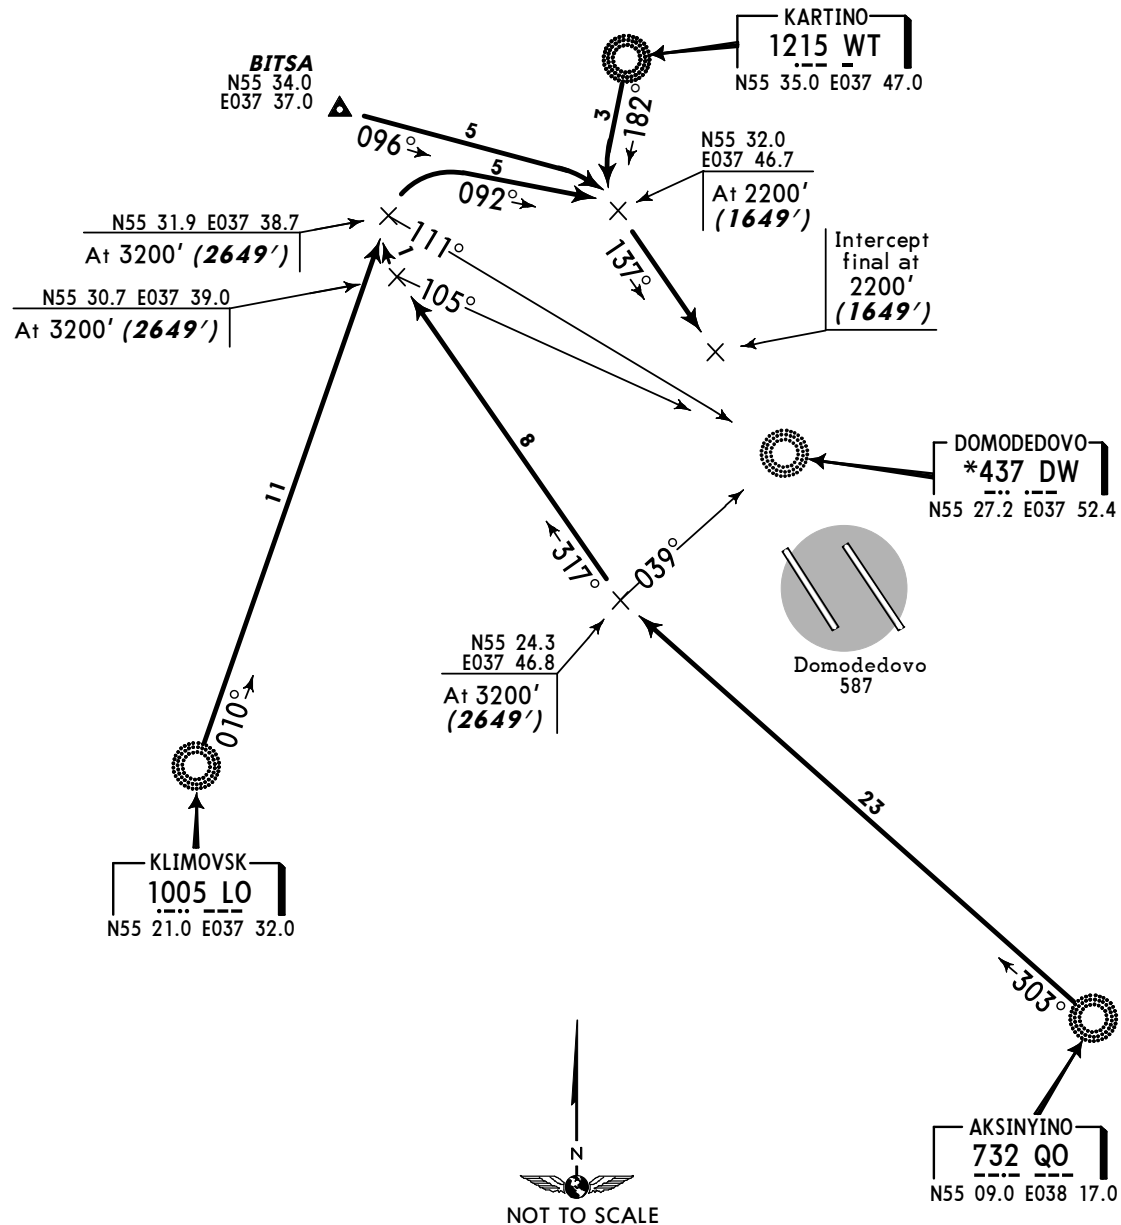 KARTINO
1215 WT
N55 35.0 E037 47.0
BITSA
N55 34.0
E037 37.0
096°
5
3
182°
5
092°
N55 32.0
E037 46.7
At 2200'
(1649')
N55 31.9 E037 38.7
At 3200' (2649')
111°
137°
Intercept
final at
2200'
(1649')
N55 30.7 E037 39.0
At 3200' (2649')
105°
8
11
DOMODEDOVO
*437 DW
N55 27.2 E037 52.4
317°
039°
N55 24.3
E037 46.8
At 3200'
(2649')
Domodedovo
587
010°
23
KLIMOVSK
1005 LO
N55 21.0 E037 32.0
303°
AKSINYINO
732 QO
N55 09.0 E038 17.0
N
NOT TO SCALE